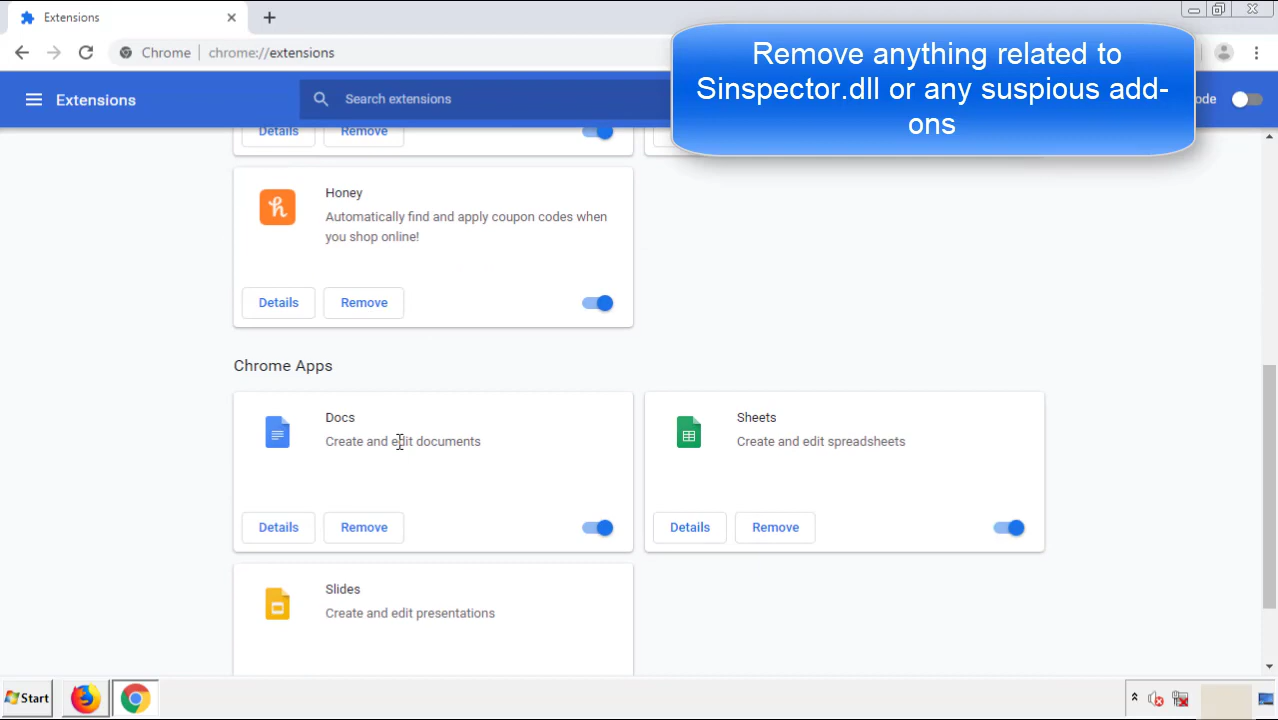 Extensions
Chrome
chrome://extensions
Remove anything related to
Sinspector.dll or any suspious add-
ons
Extensions
Search extensions
ode
Details
Remove
Honey
Automatically find and apply coupon codes when
you shop online!
Details
Remove
Chrome Apps
Docs
Create and edit documents
Details
Remove
Sheets
Create and edit spreadsheets
Details
Remove
Slides
Create and edit presentations
Start